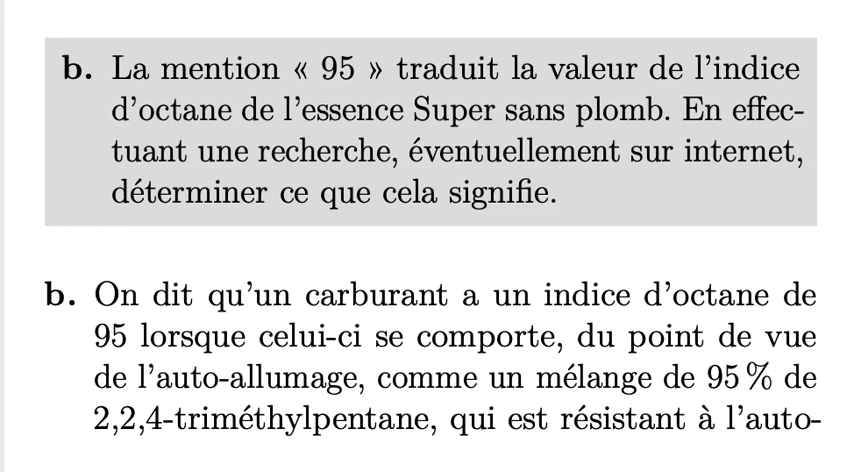 b. La mention « 95 » traduit la valeur de l'indice
d'octane de l'essence Super sans plomb. En effec-
tuant une recherche, éventuellement sur internet,
déterminer ce que cela signifie.
b. On dit qu'un carburant a un indice d'octane de
95 lorsque celui-ci se comporte, du point de vue
de l'auto-allumage, comme un mélange de 95 % de
2,2,4-triméthylpentane, qui est résistant à l'auto-